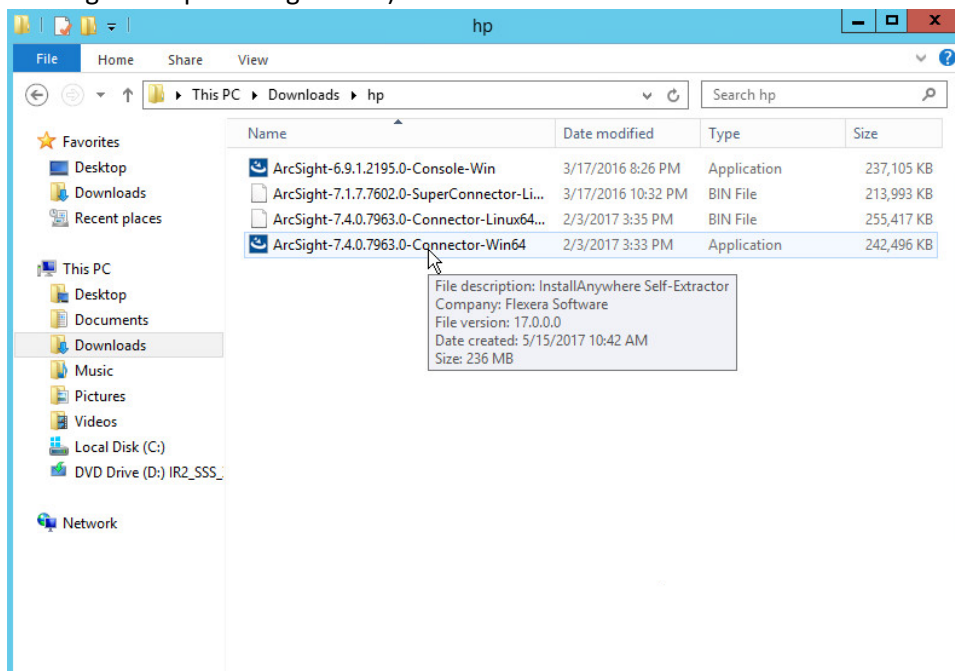 hp
File Home Share View
This PC Downloads hp Search hp
Name Date modified Type Size
Favorites
Desktop
Downloads
Recent places
This PC
Desktop
Documents
Downloads
Music
Pictures
Videos
Local Disk (C:)
DVD Drive (D:) IR2_SSS_
Network
ArcSight-6.9.1.2195.0-Console-Win 3/17/2016 8:26 PM Application 237,105 KB
ArcSight-7.1.7.7602.0-SuperConnector-Li... 3/17/2016 10:32 PM BIN File 213,993 KB
ArcSight-7.4.0.7963.0-Connector-Linux64... 2/3/2017 3:35 PM BIN File 255,417 KB
ArcSight-7.4.0.7963.0-Connector-Win64 2/3/2017 3:33 PM Application 242,496 KB
File description: InstallAnywhere Self-Extractor
Company: Flexera Software
File version: 17.0.0.0
Date created: 5/15/2017 10:42 AM
Size: 236 MB